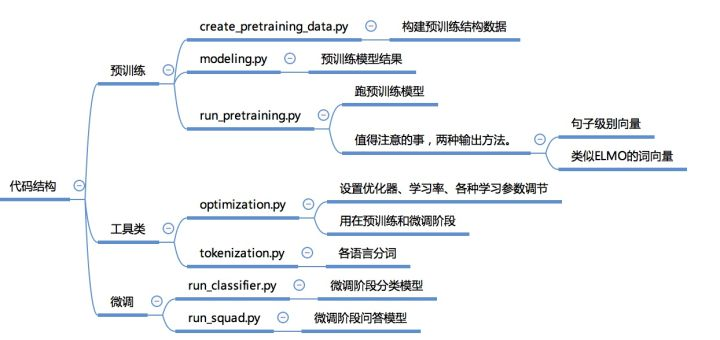 代码结构
预训练
create_pretraining_data.py
构建预训练结构数据
modeling.py
预训练模型结果
run_pretraining.py
跑预训练模型
值得注意的事，两种输出方法。
句子级别向量
类似ELMO的词向量
工具类
optimization.py
设置优化器、学习率、各种学习参数调节
用在预训练和微调阶段
tokenization.py
各语言分词
微调
run_classifier.py
微调阶段分类模型
run_squad.py
微调阶段问答模型